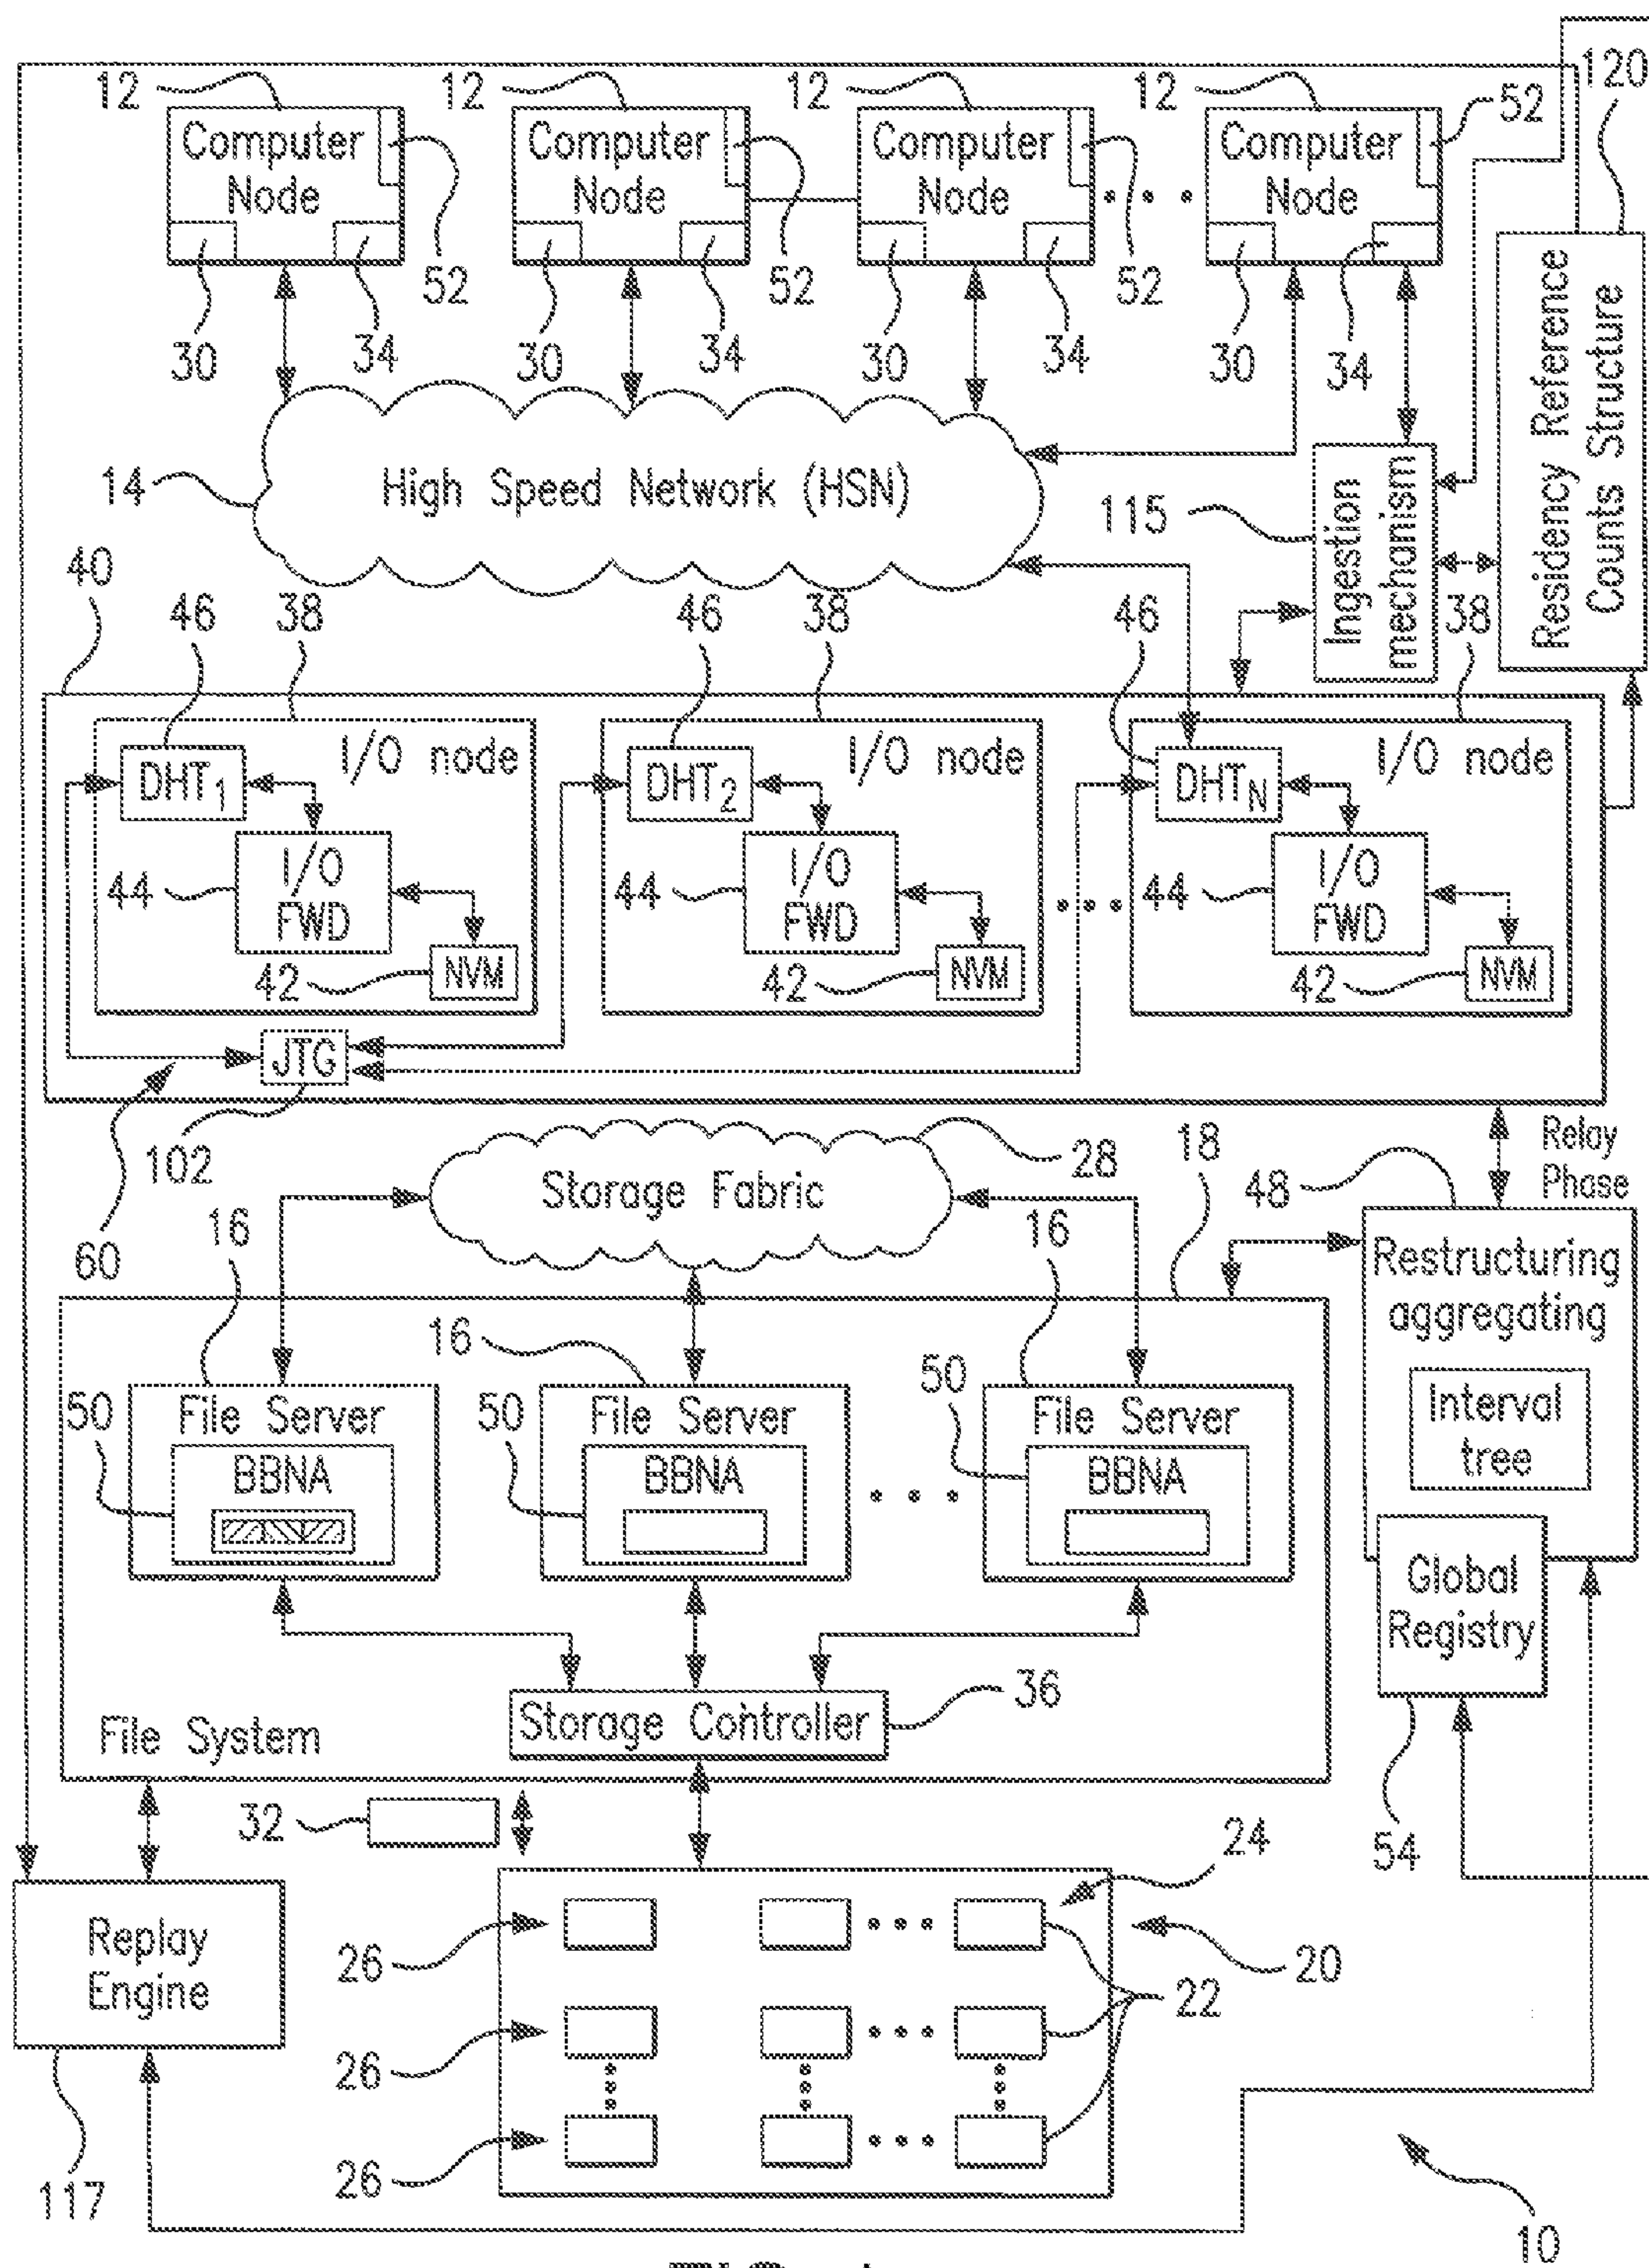 12
12
12
12
52
120
Computer
Node
Computer
Node
Computer
Node
Computer
Node
52
52
52
30
34
30
34
30
34
30
34
14
High Speed Network (HSN)
115
Ingestion
mechanism
Residency Reference
Counts Structure
40
46
38
46
38
46
38
DHT1
I/O node
DHT2
I/O node
DHTN
I/O node
44
I/O
FWD
44
I/O
FWD
44
I/O
FWD
42
NVM
42
NVM
42
NVM
JTG
102
60
Storage Fabric
28
18
48
Relay
Phase
16
16
16
Restructuring
aggregating
Interval
tree
50
File Server
BBNA
50
File Server
BBNA
50
File Server
BBNA
Global
Registry
File System
Storage Controller
36
32
54
24
Replay
Engine
26
20
22
26
26
117
10